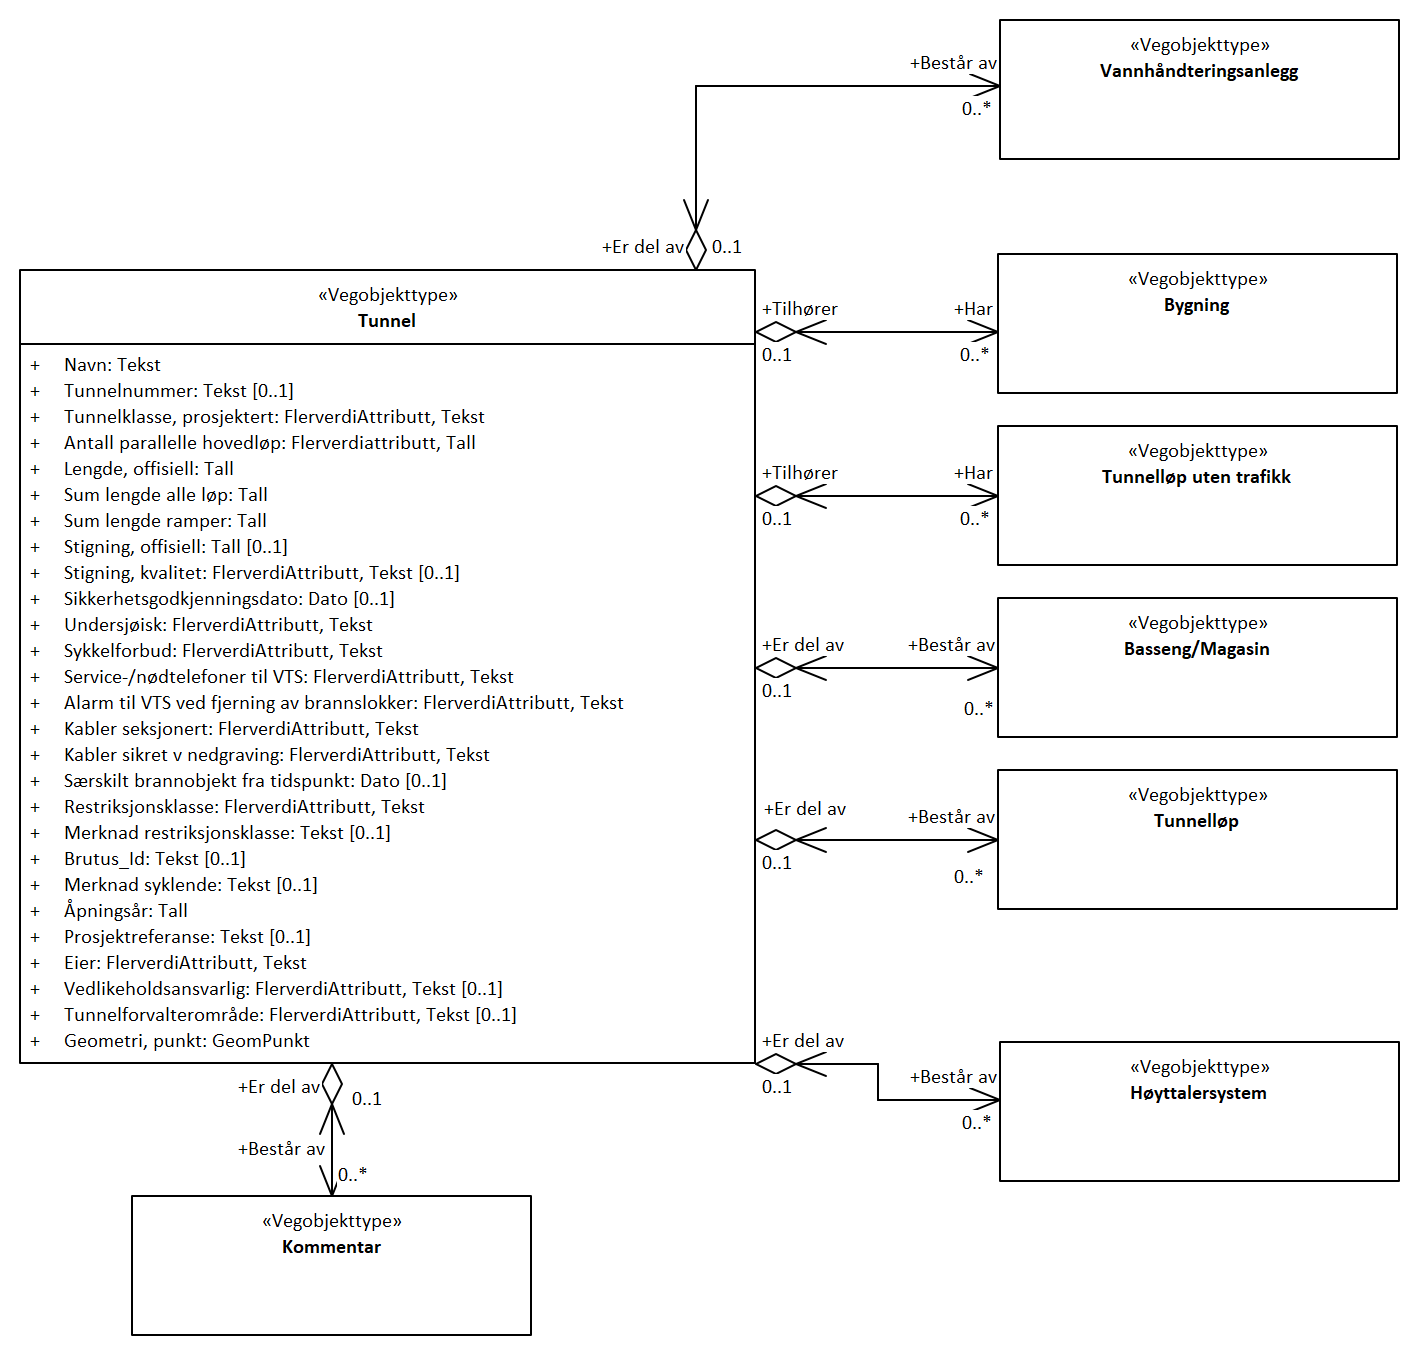 «Vegobjekttype»
Vannhåndteringsanlegg
+Består av
0..*
+Er del av
0..1
«Vegobjekttype»
Tunnel
+ Navn: Tekst
+ Tunnelnummer: Tekst [0..1]
+ Tunnelklasse, prosjektert: FlerverdiAttributt, Tekst
+ Antall parallelle hovedløp: Flerverdiattributt, Tall
+ Lengde, offisiell: Tall
+ Sum lengde alle løp: Tall
+ Sum lengde ramper: Tall
+ Stigning, offisiell: Tall [0..1]
+ Stigning, kvalitet: FlerverdiAttributt, Tekst [0..1]
+ Sikkerhetsgodkjenningsdato: Dato [0..1]
+ Undersjøisk: FlerverdiAttributt, Tekst
+ Sykkelforbud: FlerverdiAttributt, Tekst
+ Service-/nødtelefoner til VTS: FlerverdiAttributt, Tekst
+ Alarm til VTS ved fjerning av brannslokker: FlerverdiAttributt, Tekst
+ Kabler seksjonert: FlerverdiAttributt, Tekst
+ Kabler sikret v nedgraving: FlerverdiAttributt, Tekst
+ Særskilt brannobjekt fra tidspunkt: Dato [0..1]
+ Restriksjonsklasse: FlerverdiAttributt, Tekst
+ Merknad restriksjonsklasse: Tekst [0..1]
+ Brutus_Id: Tekst [0..1]
+ Merknad syklende: Tekst [0..1]
+ Åpningsår: Tall
+ Prosjektreferanse: Tekst [0..1]
+ Eier: FlerverdiAttributt, Tekst
+ Vedlikeholdsansvarlig: FlerverdiAttributt, Tekst [0..1]
+ Tunnelforvalterområde: FlerverdiAttributt, Tekst [0..1]
+ Geometri, punkt: GeomPunkt
+Tilhører
0..1
+Har
0..*
«Vegobjekttype»
Bygning
+Tilhører
0..1
+Har
0..*
«Vegobjekttype»
Tunnelløp uten trafikk
+Er del av
0..1
+Består av
0..*
«Vegobjekttype»
Basseng/Magasin
+Er del av
0..1
+Består av
0..*
«Vegobjekttype»
Tunnelløp
+Er del av
0..1
+Består av
0..*
«Vegobjekttype»
Høyttalersystem
+Er del av
0..1
+Består av
0..*
«Vegobjekttype»
Kommentar